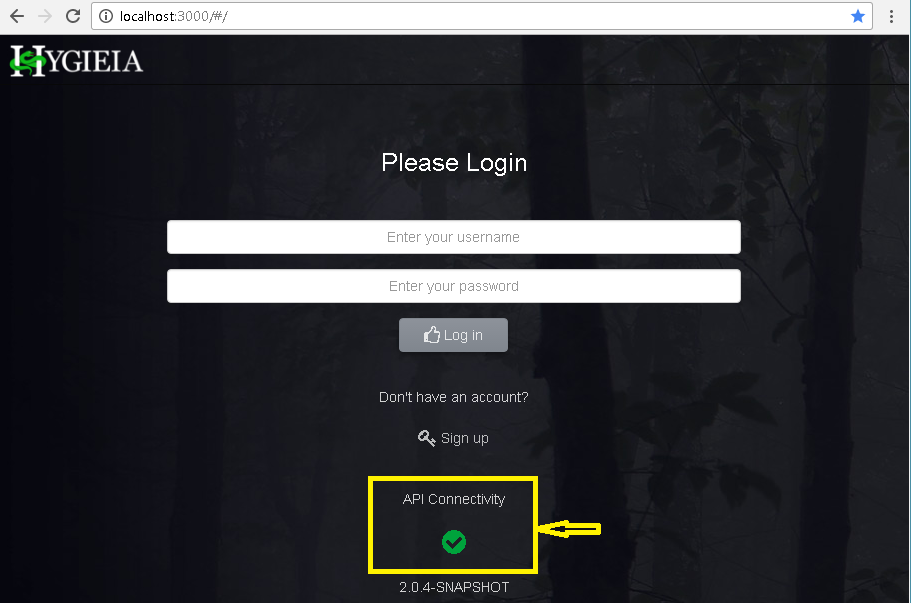 localhost:3000/#/
HYGIEIA
Please Login
Enter your username
Enter your password
Log in
Don't have an account?
Sign up
API Connectivity
2.0.4-SNAPSHOT